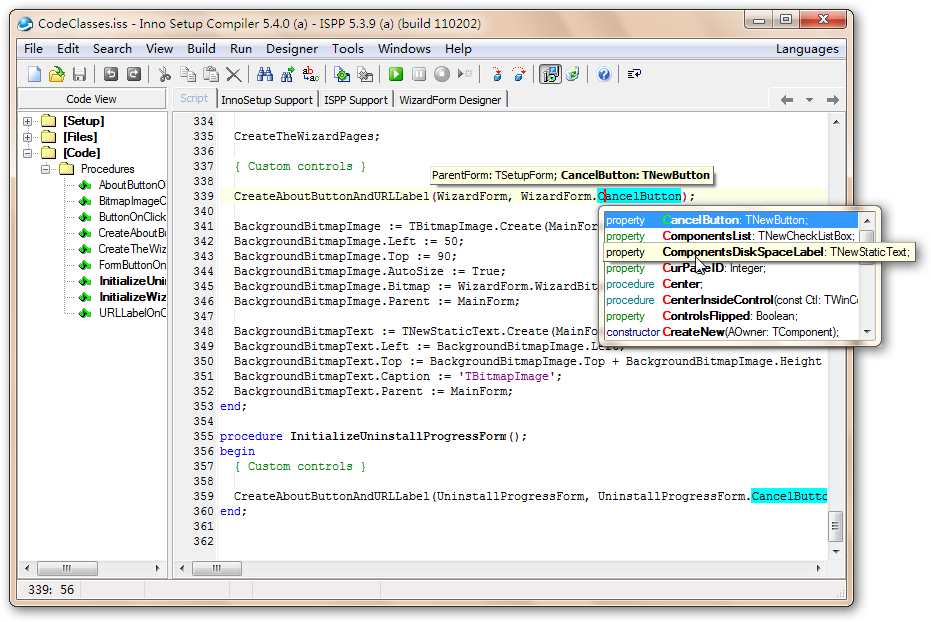 CodeClasses.iss - Inno Setup Compiler 5.4.0 (a) - ISPP 5.3.9 (a) (build 110202)
File Edit Search View Build Run Designer Tools Windows Help Languages
Code View
Script InnoSetup Support ISPP Support WizardForm Designer
[Setup]
[Files]
[Code]
Procedures
AboutButtonO
BitmapImageC
ButtonOnClick
CreateAboutBu
CreateTheWiz
FormButtonOn
InitializeUnin
InitializeWiz
URLLabelOnC
334
335 CreateTheWizardPages;
336
337 { Custom controls }
338
ParentForm: TSetupForm; CancelButton: TNewButton
339 CreateAboutButtonAndURLLabel(WizardForm, WizardForm.CancelButton);
340
341 BackgroundBitmapImage := TBitmapImage.Create(MainFor
342 BackgroundBitmapImage.Left := 50;
343 BackgroundBitmapImage.Top := 90;
344 BackgroundBitmapImage.AutoSize := True;
345 BackgroundBitmapImage.Bitmap := WizardForm.WizardBit
346 BackgroundBitmapImage.Parent := MainForm;
347
348 BackgroundBitmapText := TNewStaticText.Create(MainFo
349 BackgroundBitmapText.Left := BackgroundBitmapImage.Left;
350 BackgroundBitmapText.Top := BackgroundBitmapImage.Top + BackgroundBitmapImage.Height
351 BackgroundBitmapText.Caption := 'TBitmapImage';
352 BackgroundBitmapText.Parent := MainForm;
353 end;
354
355 procedure InitializeUninstallProgressForm();
356 begin
357 { Custom controls }
358
359 CreateAboutButtonAndURLLabel(UninstallProgressForm, UninstallProgressForm.CancelButto
360 end;
361
362
property CancelButton: TNewButton;
property ComponentsList: TNewCheckListBox;
property ComponentsDiskSpaceLabel: TNewStaticText;
property CurPageID: Integer;
procedure Center;
procedure CenterInsideControl(const Ctl: TWinCo
property ControlsFlipped: Boolean;
constructor CreateNew(AOwner: TComponent);
339: 56